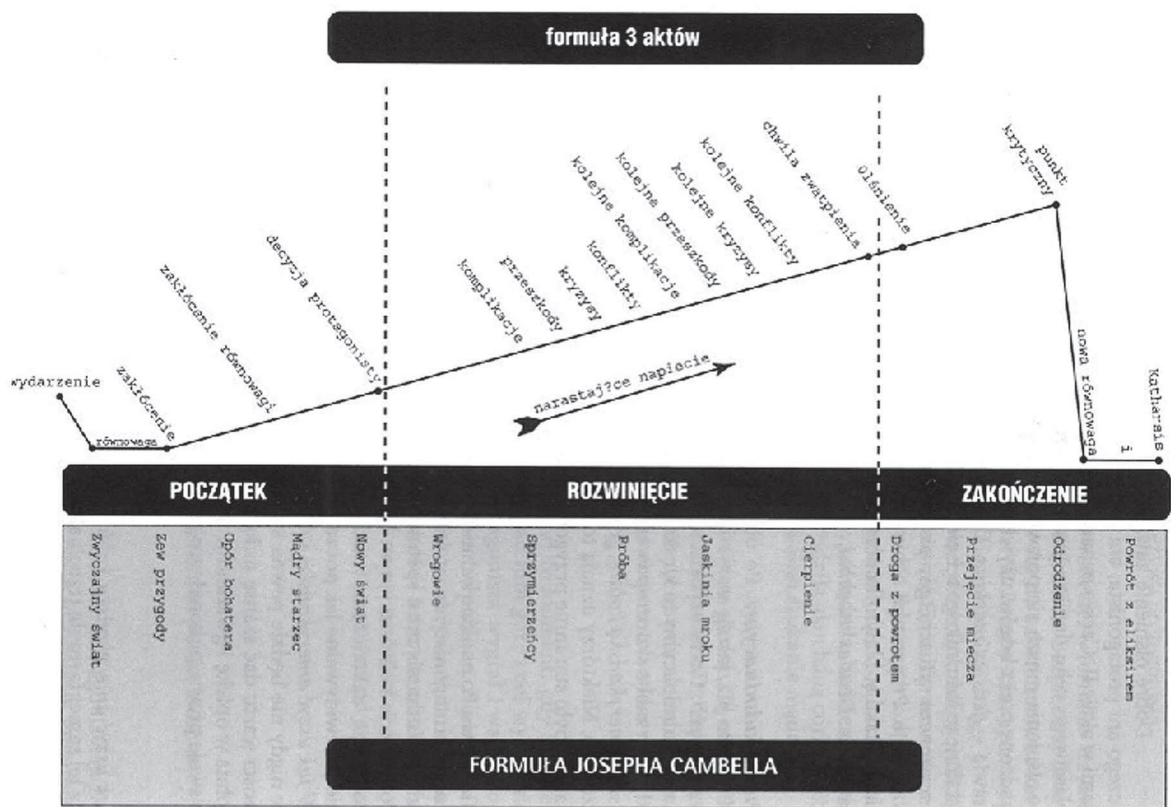 formuła 3 aktów
wydarzenie
równowaga
zakłócenie
zakłócenie równowagi
decyzja protagonisty
komplikacje
przeszkody
kryzysy
konflikty
kolejne komplikacje
kolejne przeszkody
kolejne kryzysy
kolejne konflikty
chwila zwątpienia
Olśnienie
punkt
krytyczny
narastaj?ce napięcie
nowa równowaga
i
Katharsis
POCZĄTEK
ROZWINIĘCIE
ZAKOŃCZENIE
Zwyczajny świat
Zew przygody
Opór bohatera
Mądry starzec
Nowy świat
Wrogowie
Sprzymierzeńcy
Próba
Jaskinia mroku
Cierpienie
Droga z powrotem
Przejęcie miecza
Odrodzenie
Powrót z eliksirem
FORMUŁA JOSEPHA CAMBELLA